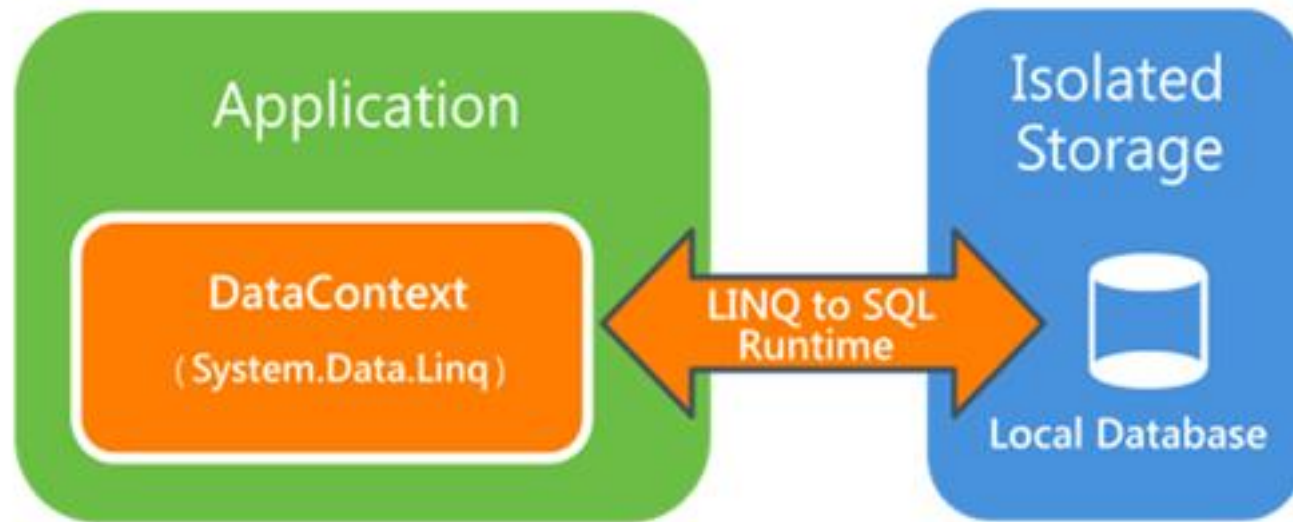 Application
DataContext
(System.Data.Linq)
LINQ to SQL
Runtime
Isolated
Storage
Local Database